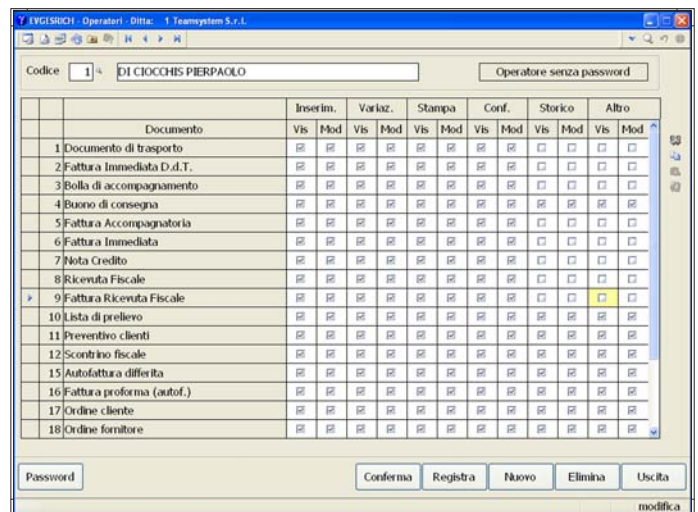 EVGESRICH - Operatori - Ditta: 1 Teamsystem S.r.l.
Codice 1 DI CIOCCHIS PIERPAOLO Operatore senza password
Inserim. Variaz. Stampa Conf. Storico Altro
Documento Vis Mod Vis Mod Vis Mod Vis Mod Vis Mod Vis Mod
1 Documento di trasporto
2 Fattura Immediata D.d.T.
3 Bolla di accompagnamento
4 Buono di consegna
5 Fattura Accompagnatoria
6 Fattura Immediata
7 Nota Credito
8 Ricevuta Fiscale
9 Fattura Ricevuta Fiscale
10 Lista di prelievo
11 Preventivo clienti
12 Scontrino fiscale
15 Autofattura differita
16 Fattura proforma (autof.)
17 Ordine cliente
18 Ordine fornitore
Password Conferma Registra Nuovo Elimina Uscita
modifica